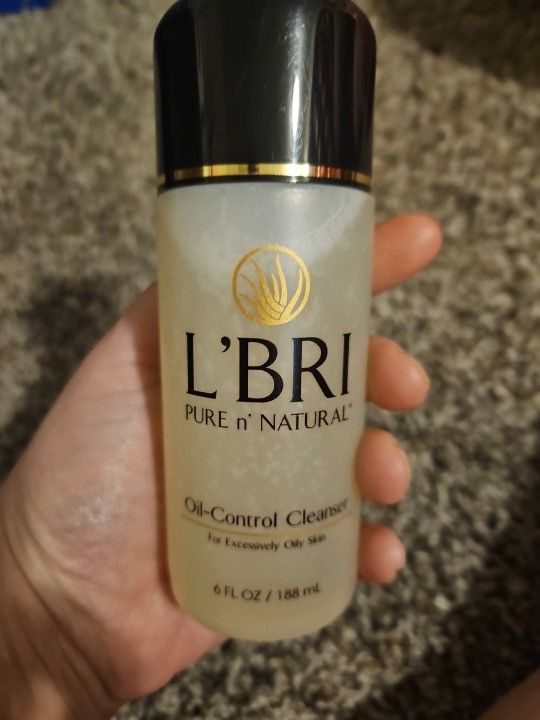 L'BRI
PURE n' NATURAL®
Oil-Control Cleanser
For Excessively Oily Skin
6 FL OZ / 188 mL